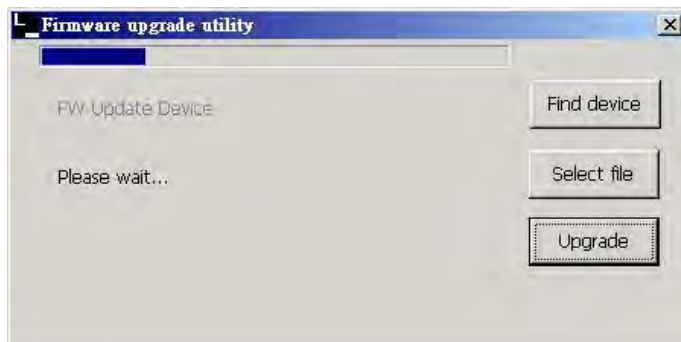 Firmware upgrade utility
FW Update Device
Find device
Please wait...
Select file
Upgrade